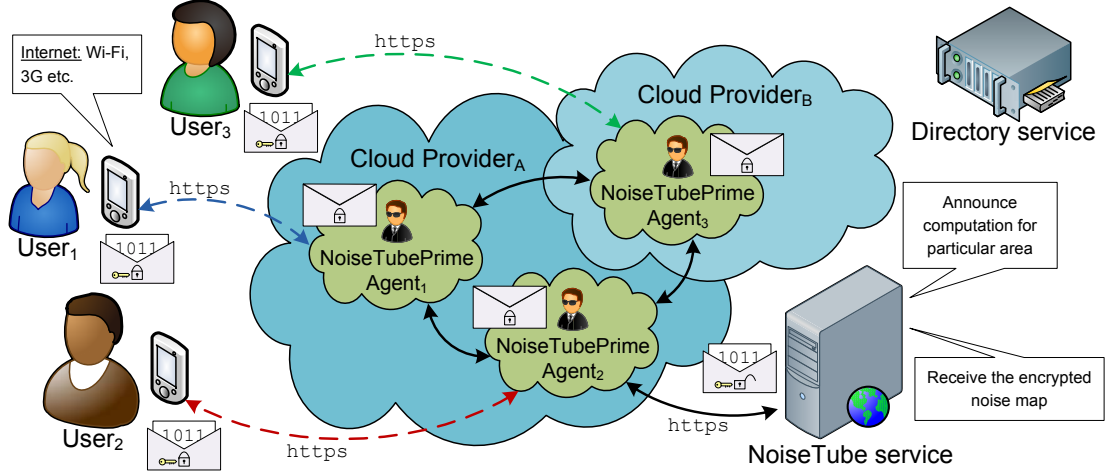 Internet: Wi-Fi,
3G etc.
User₃
1011
https
Cloud Provider_B
Directory service
User₁
1011
https
Cloud Provider_A
NoiseTubePrime
Agent₁
NoiseTubePrime
Agent₃
NoiseTubePrime
Agent₂
User₂
1011
https
1011
https
NoiseTube service
Announce
computation for
particular area
Receive the encrypted
noise map